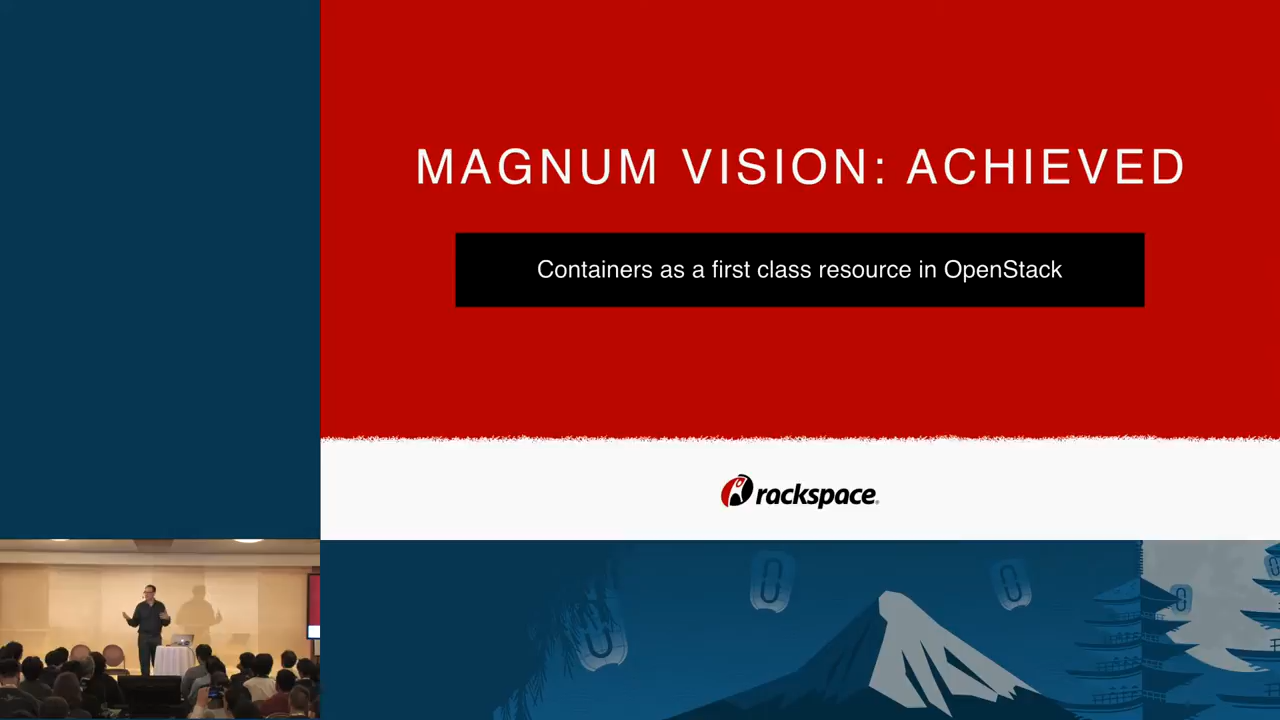 MAGNUM VISION: ACHIEVED
Containers as a first class resource in OpenStack
rackspace